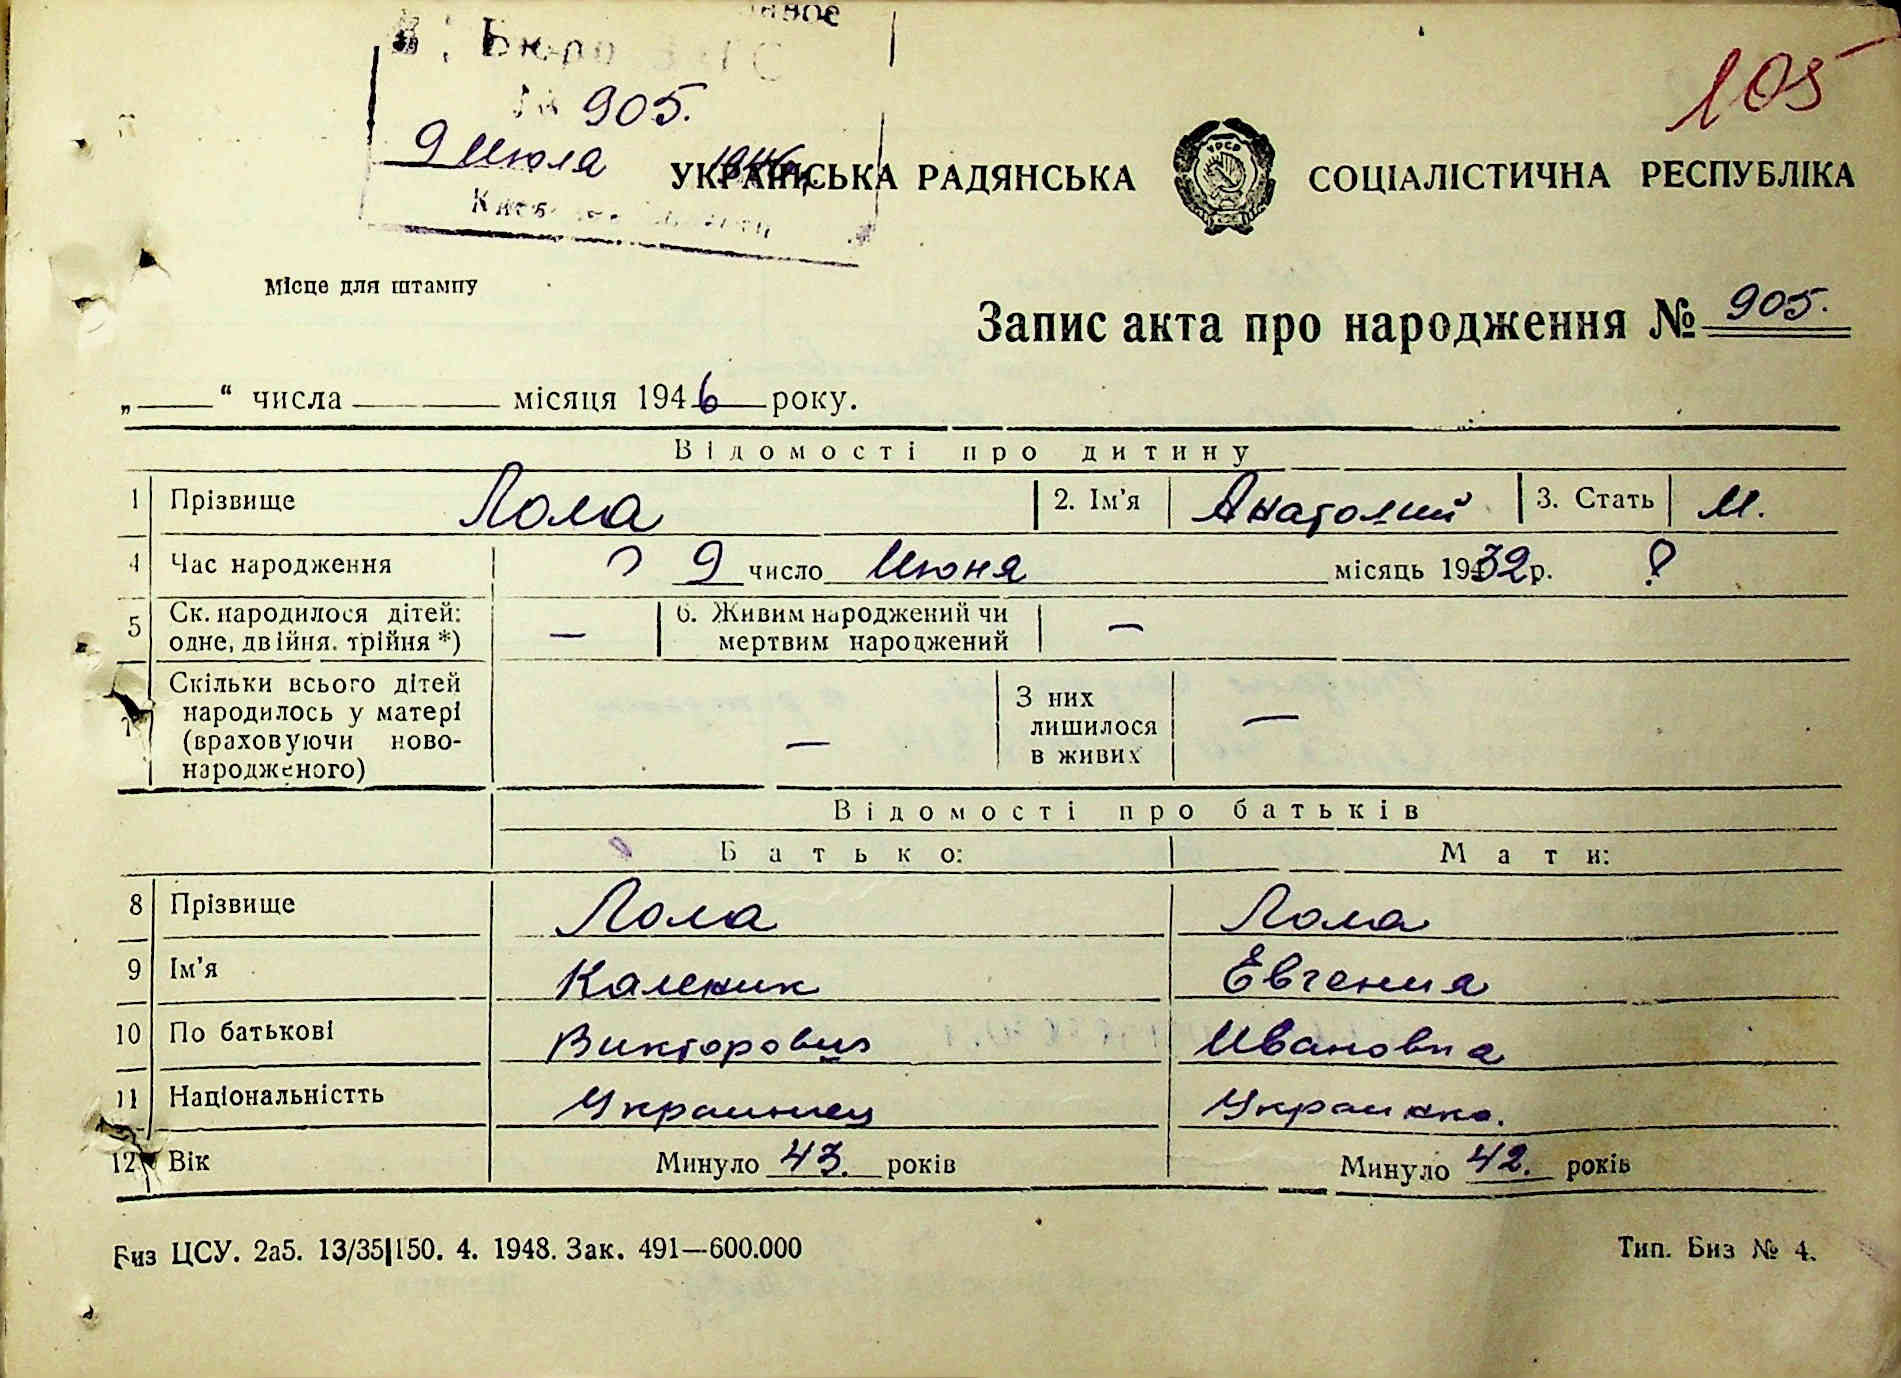 Бюро
№ 905.
9 Июля 1946 г.
105
УКРАЇНСЬКА РАДЯНСЬКА СОЦІАЛІСТИЧНА РЕСПУБЛІКА
УРСР
Місце для штампу
Запис акта про народження № 905.
„ “ числа місяця 1946 року.
Відомості про дитину
1 Прізвище Лола 2. Ім’я Анатолий 3. Стать М.
4 Час народження 9 число Июня місяць 1932 р. ?
5 Ск. народилося дітей: 6. Живим народжений чи
одне, двійня, трійня *) — мертвим народжений —
Скільки всього дітей З них
народилось у матері лишилося —
7 (враховуючи ново- — в живих
народженого)
Відомості про батьків
Батько: Мати:
8 Прізвище Лола Лола
9 Ім’я Каленик Евгения
10 По батькові Викторович Ивановна
11 Національністть Украинец Украинка.
12 Вік Минуло 43. років Минуло 42. років
Биз ЦСУ. 2а5. 13/35|150. 4. 1948. Зак. 491—600.000 Тип. Биз № 4.